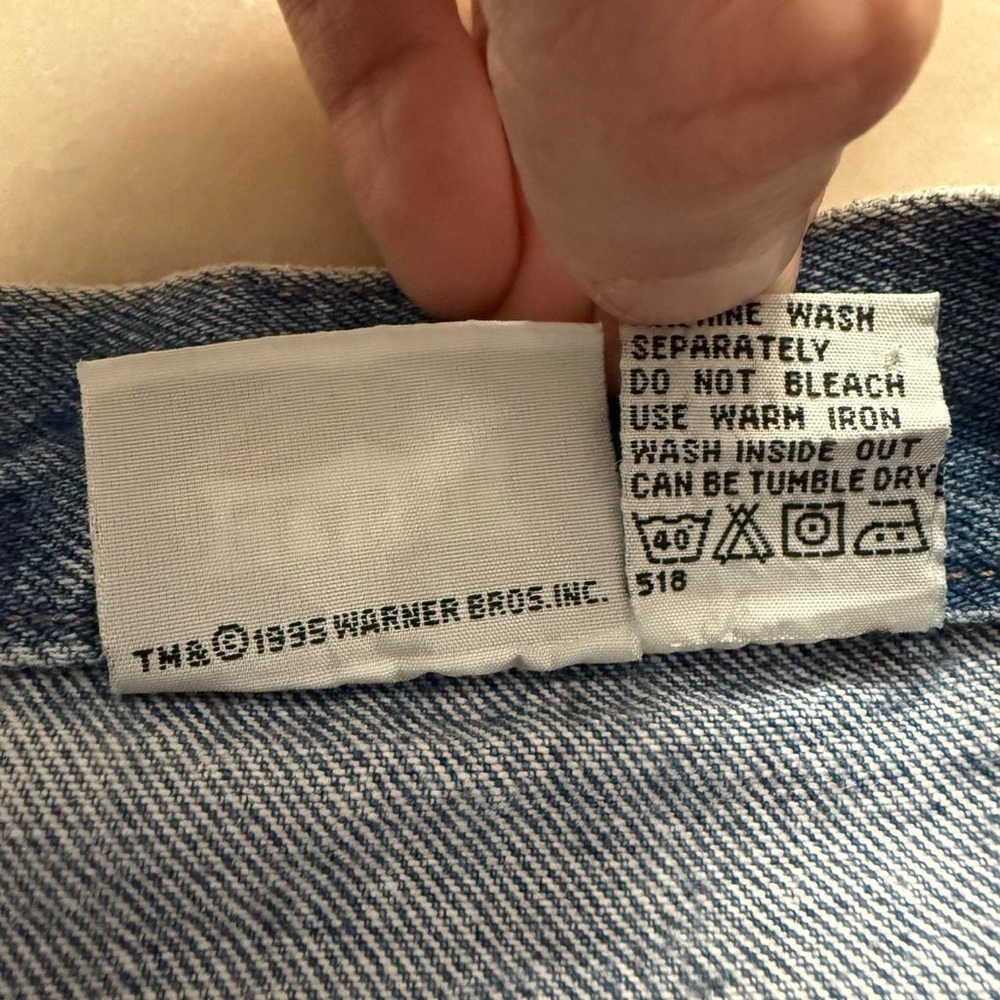 TM & © 1995 WARNER BROS. INC.
WASH
SEPARATELY
DO NOT BLEACH
USE WARM IRON
WASH INSIDE OUT
CAN BE TUMBLE DRY
40
518